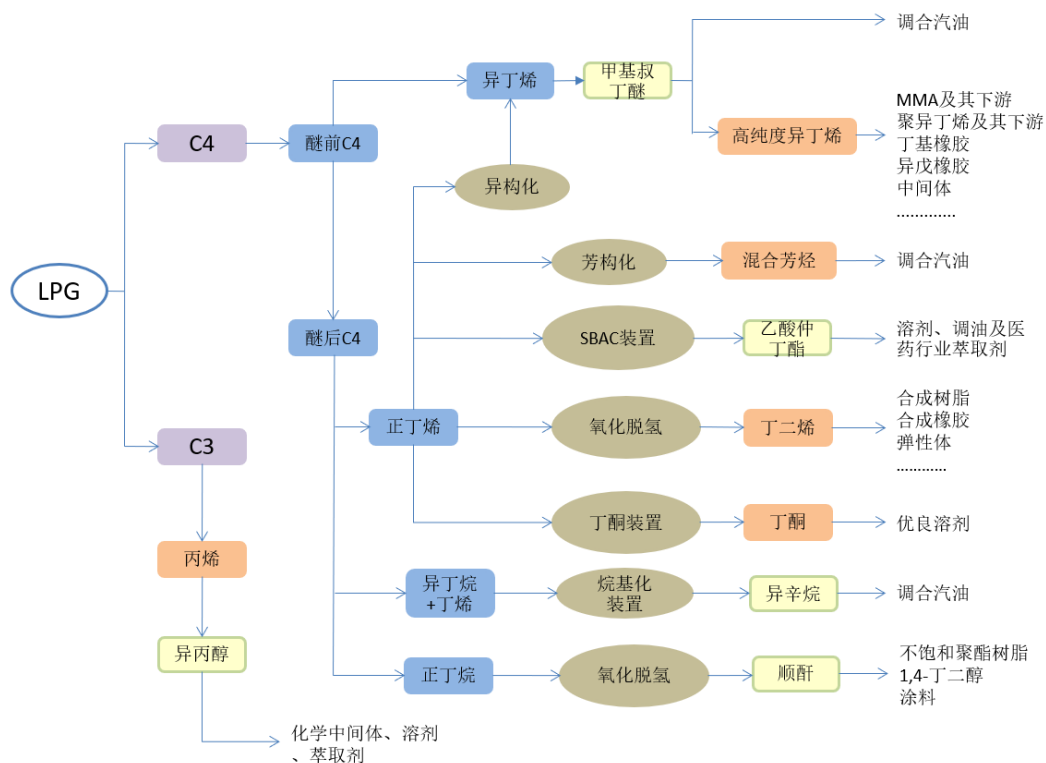 调合汽油
异丁烯
甲基叔
丁醚
MMA及其下游
聚异丁烯及其下游
丁基橡胶
异戊橡胶
中间体
.............
C4
醚前C4
高纯度异丁烯
异构化
芳构化
混合芳烃
调合汽油
LPG
醚后C4
SBAC装置
乙酸仲
丁酯
溶剂、调油及医
药行业萃取剂
C3
正丁烯
氧化脱氢
丁二烯
合成树脂
合成橡胶
弹性体
............
丁酮装置
丁酮
优良溶剂
丙烯
异丁烷
+丁烯
烷基化
装置
异辛烷
调合汽油
异丙醇
正丁烷
氧化脱氢
顺酐
不饱和聚酯树脂
1,4-丁二醇
涂料
化学中间体、溶剂
、萃取剂